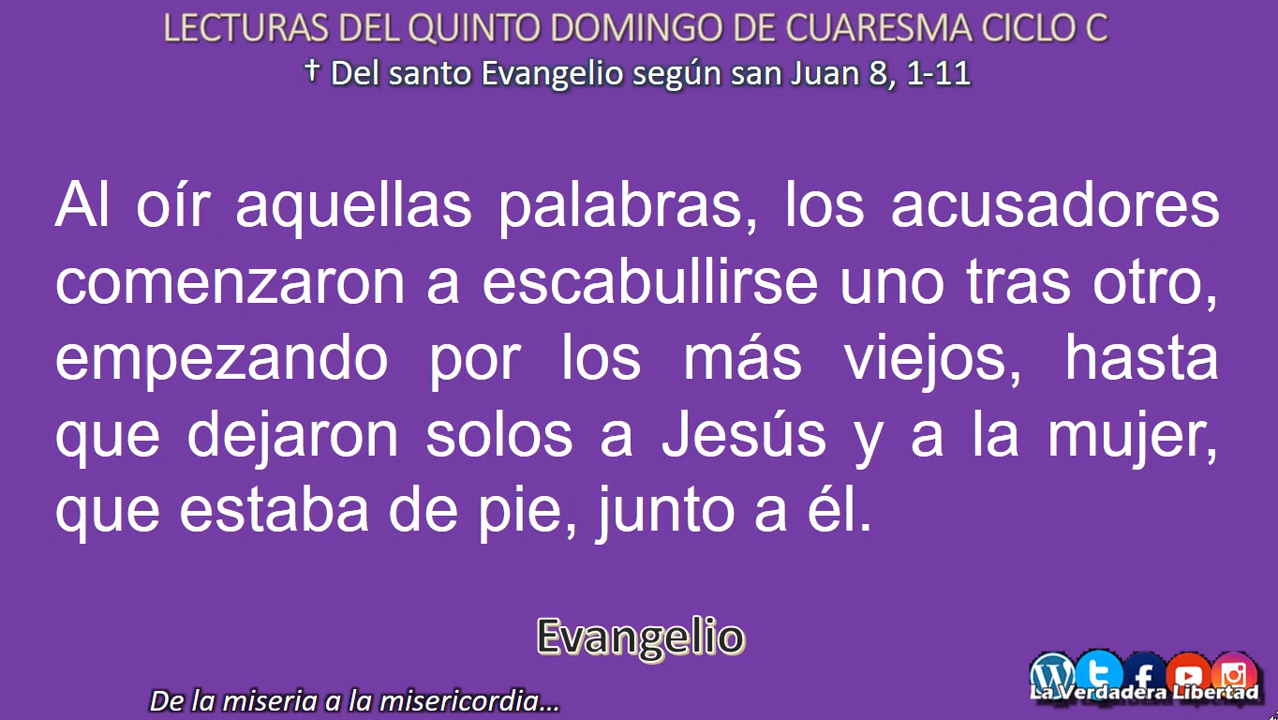 LECTURAS DEL QUINTO DOMINGO DE CUARESMA CICLO C
† Del santo Evangelio según san Juan 8, 1-11
Al oír aquellas palabras, los acusadores
comenzaron a escabullirse uno tras otro,
empezando por los más viejos, hasta
que dejaron solos a Jesús y a la mujer,
que estaba de pie, junto a él.
Evangelio
La Verdadera Libertad
De la miseria a la misericordia...